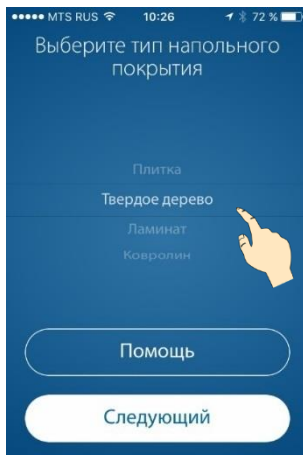 ●●●●● MTS RUS 10:26 72 %
Выберите тип напольного
покрытия
Плитка
Твердое дерево
Ламинат
Ковролин
Помощь
Следующий